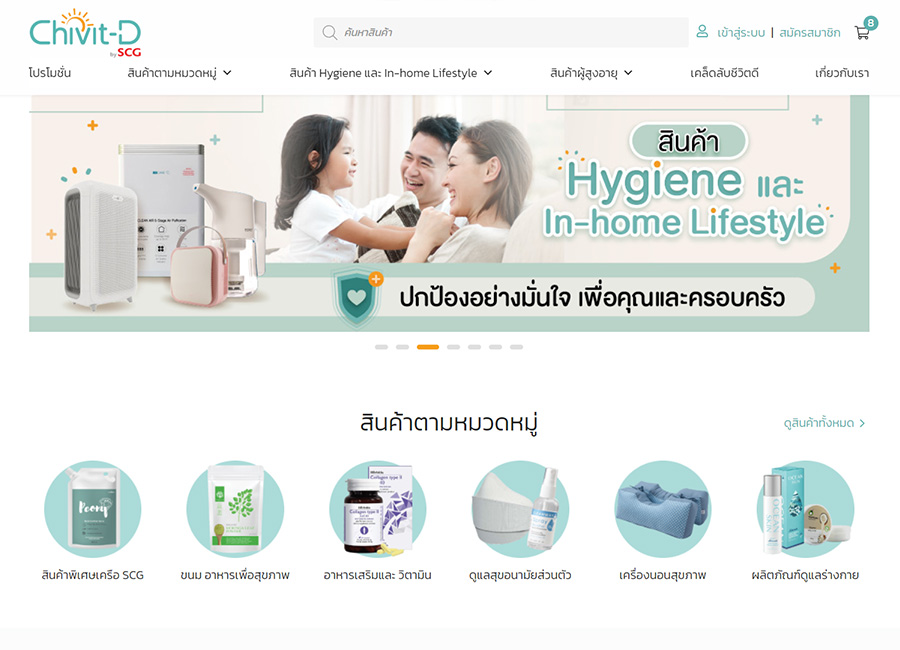 Chivit-D
by SCG
ค้นหาสินค้า
เข้าสู่ระบบ | สมัครสมาชิก
8
โปรโมชั่น
สินค้าตามหมวดหมู่
สินค้า Hygiene และ In-home Lifestyle
สินค้าผู้สูงอายุ
เคล็ดลับชีวิตดี
เกี่ยวกับเรา
สินค้า
Hygiene และ
In-home Lifestyle
ปกป้องอย่างมั่นใจ เพื่อคุณและครอบครัว
สินค้าตามหมวดหมู่
ดูสินค้าทั้งหมด
Peony
Collagen type II
Collagen type II
สินค้าพิเศษเครือ SCG
ขนม อาหารเพื่อสุขภาพ
อาหารเสริมและ วิตามิน
ดูแลสุขอนามัยส่วนตัว
เครื่องนอนสุขภาพ
ผลิตภัณฑ์ดูแลร่างกาย